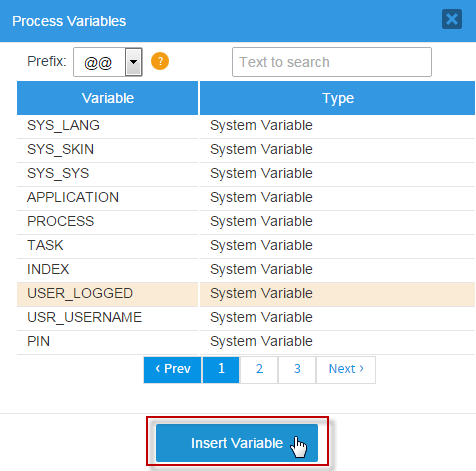 Process Variables
Prefix: @@ ? Text to search
Variable Type
SYS_LANG System Variable
SYS_SKIN System Variable
SYS_SYS System Variable
APPLICATION System Variable
PROCESS System Variable
TASK System Variable
INDEX System Variable
USER_LOGGED System Variable
USR_USERNAME System Variable
PIN System Variable
‹ Prev 1 2 3 Next ›
Insert Variable